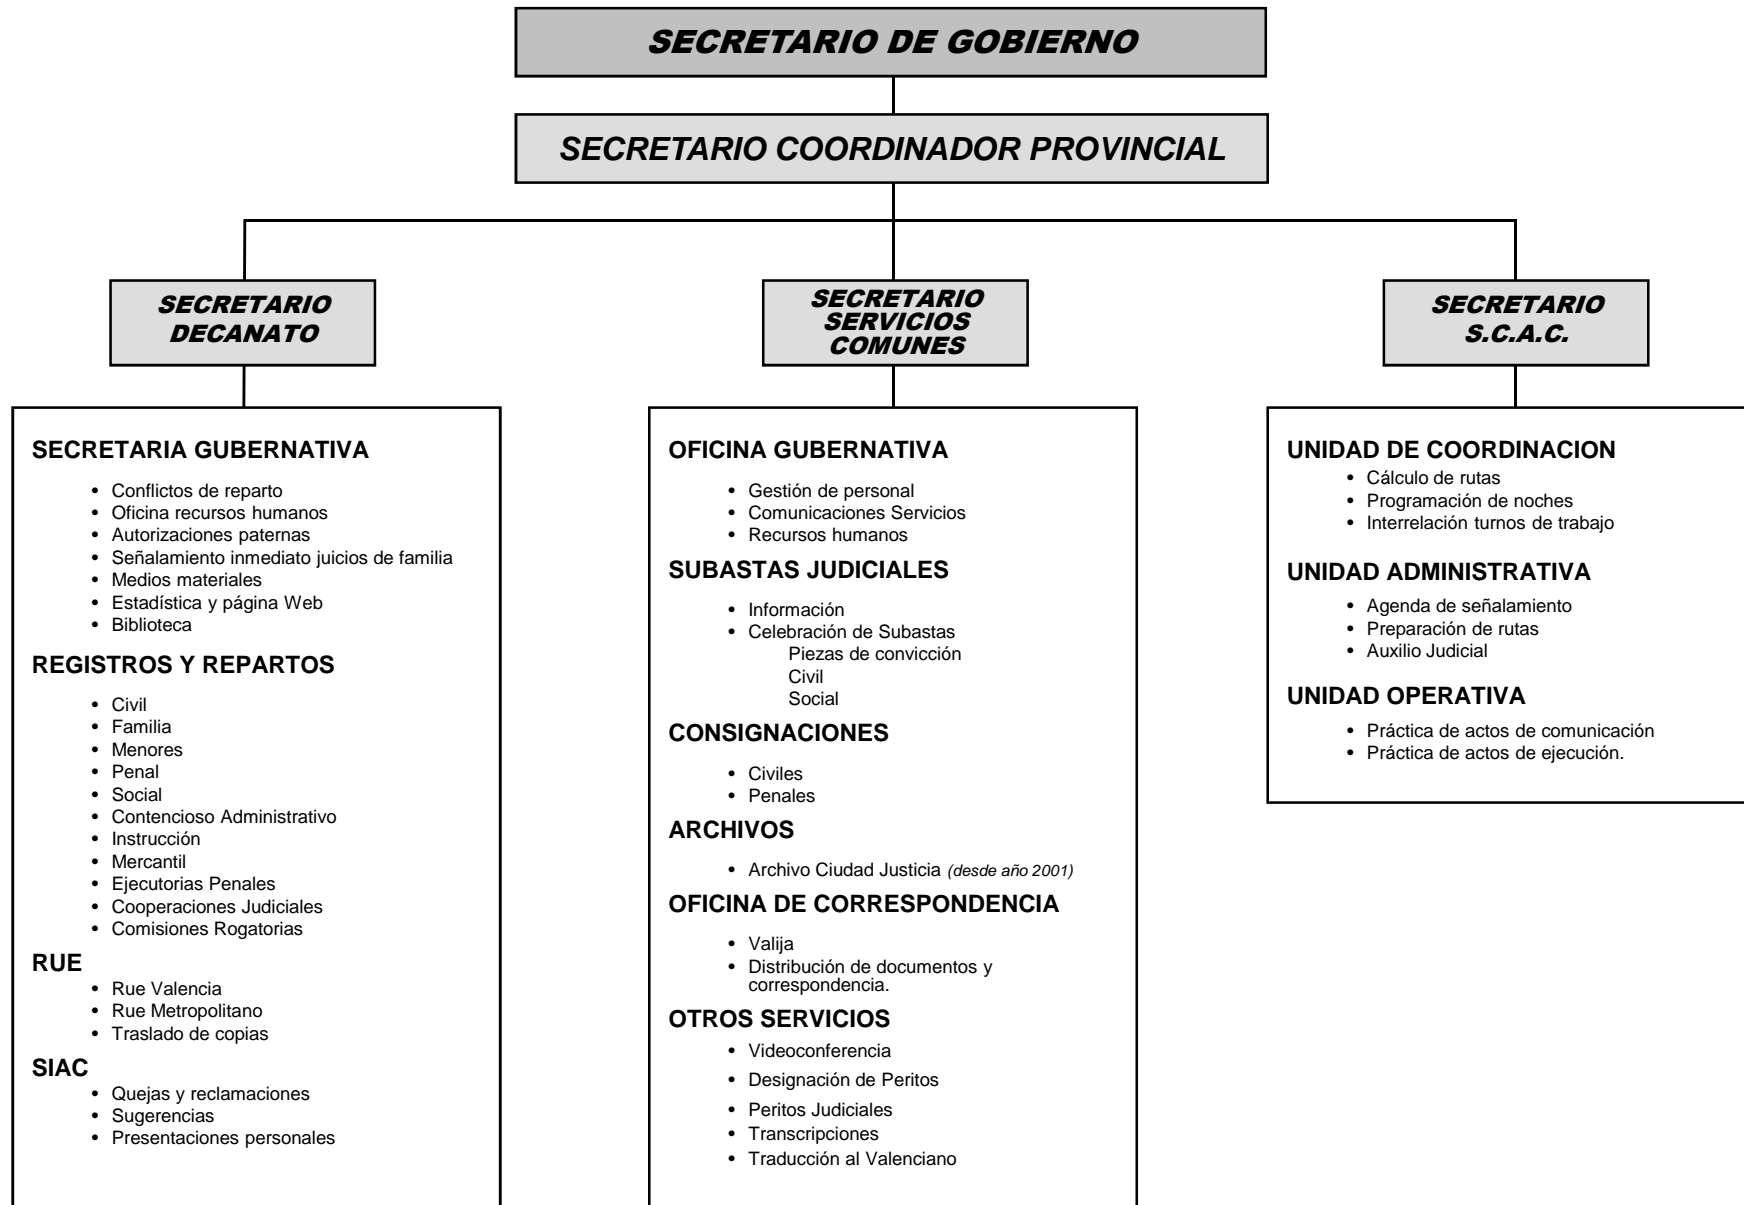 SECRETARIO DE GOBIERNO
SECRETARIO COORDINADOR PROVINCIAL
SECRETARIO
DECANATO
SECRETARIA GUBERNATIVA
• Conflictos de reparto
• Oficina recursos humanos
• Autorizaciones paternas
• Señalamiento inmediato juicios de familia
• Medios materiales
• Estadística y página Web
• Biblioteca
REGISTROS Y REPARTOS
• Civil
• Familia
• Menores
• Penal
• Social
• Contencioso Administrativo
• Instrucción
• Mercantil
• Ejecutorias Penales
• Cooperaciones Judiciales
• Comisiones Rogatorias
RUE
• Rue Valencia
• Rue Metropolitano
• Traslado de copias
SIAC
• Quejas y reclamaciones
• Sugerencias
• Presentaciones personales
SECRETARIO
SERVICIOS
COMUNES
OFICINA GUBERNATIVA
• Gestión de personal
• Comunicaciones Servicios
• Recursos humanos
SUBASTAS JUDICIALES
• Información
• Celebración de Subastas
Piezas de convicción
Civil
Social
CONSIGNACIONES
• Civiles
• Penales
ARCHIVOS
• Archivo Ciudad Justicia (desde año 2001)
OFICINA DE CORRESPONDENCIA
• Valija
• Distribución de documentos y
correspondencia.
OTROS SERVICIOS
• Videoconferencia
• Designación de Peritos
• Peritos Judiciales
• Transcripciones
• Traducción al Valenciano
SECRETARIO
S.C.A.C.
UNIDAD DE COORDINACION
• Cálculo de rutas
• Programación de noches
• Interrelación turnos de trabajo
UNIDAD ADMINISTRATIVA
• Agenda de señalamiento
• Preparación de rutas
• Auxilio Judicial
UNIDAD OPERATIVA
• Práctica de actos de comunicación
• Práctica de actos de ejecución.